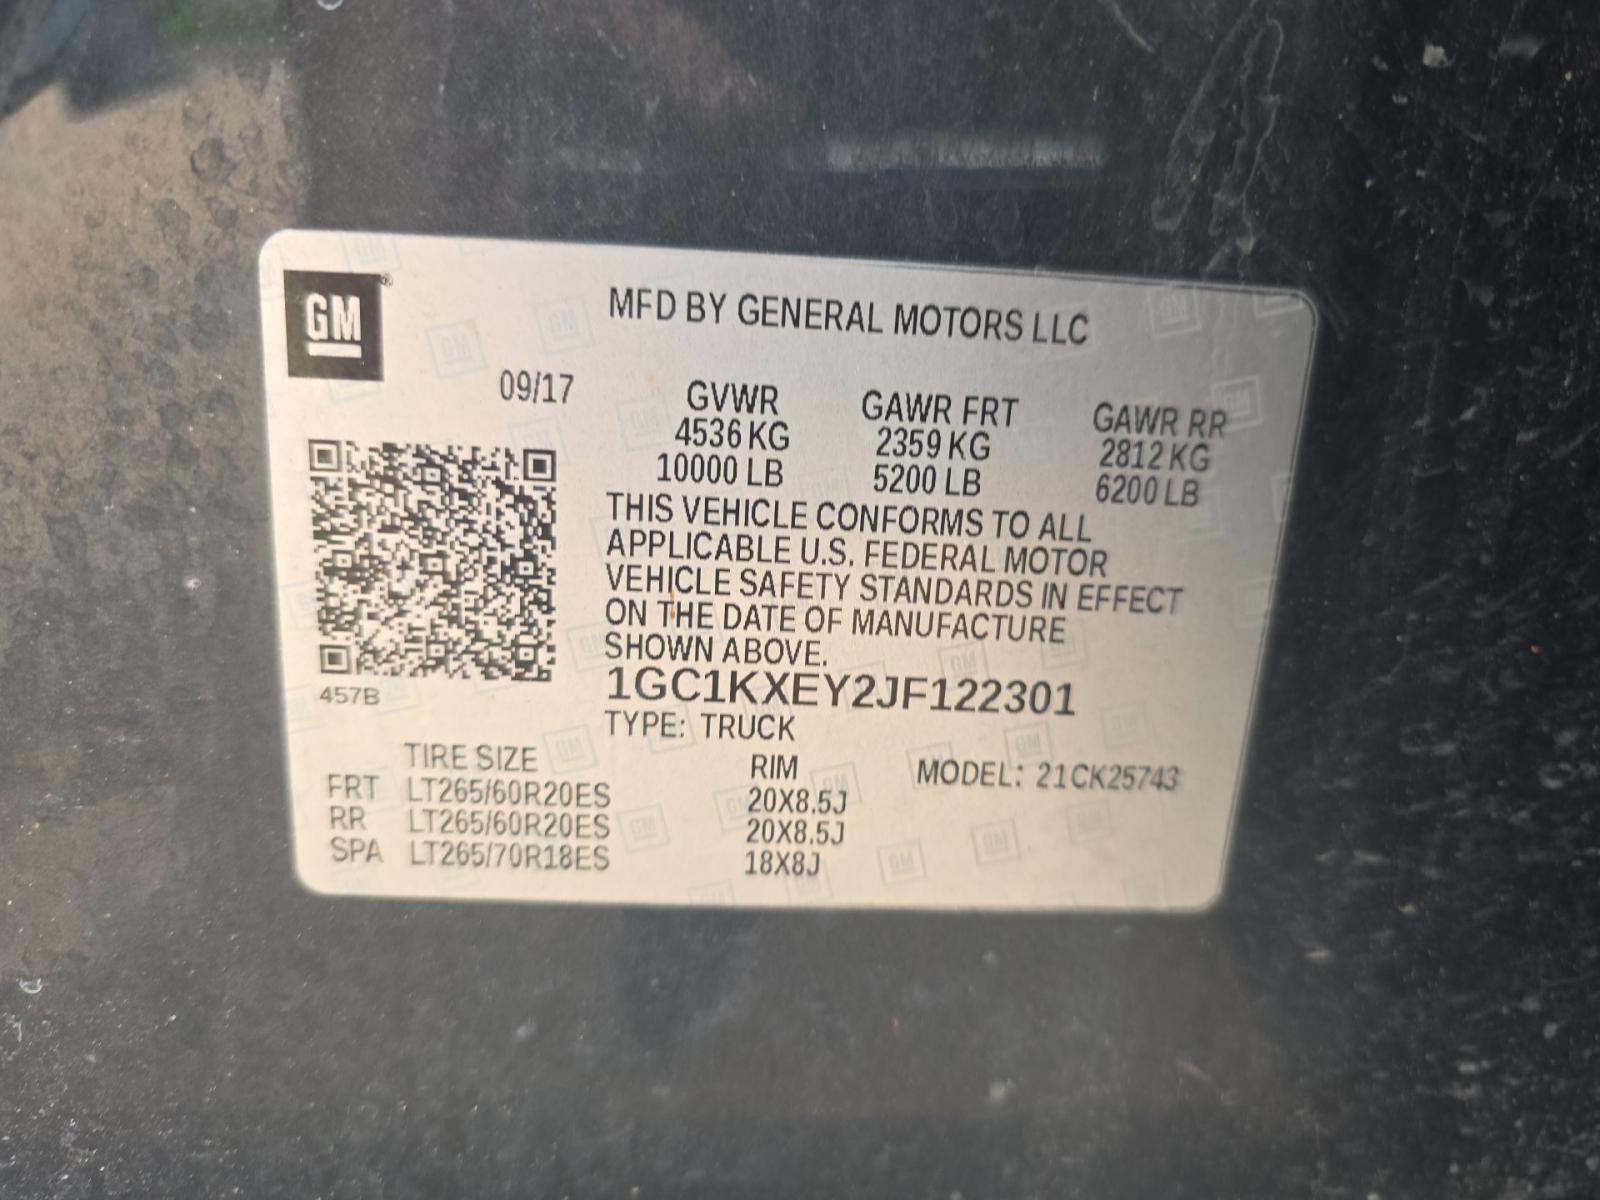 GM
MFD BY GENERAL MOTORS LLC
09/17
GVWR GAWR FRT GAWR RR
4536 KG 2359 KG 2812 KG
10000 LB 5200 LB 6200 LB
THIS VEHICLE CONFORMS TO ALL
APPLICABLE U.S. FEDERAL MOTOR
VEHICLE SAFETY STANDARDS IN EFFECT
ON THE DATE OF MANUFACTURE
SHOWN ABOVE.
457B
1GC1KXEY2JF122301
TYPE: TRUCK
TIRE SIZE RIM MODEL: 21CK25743
FRT LT265/60R20ES 20X8.5J
RR LT265/60R20ES 20X8.5J
SPA LT265/70R18ES 18X8J